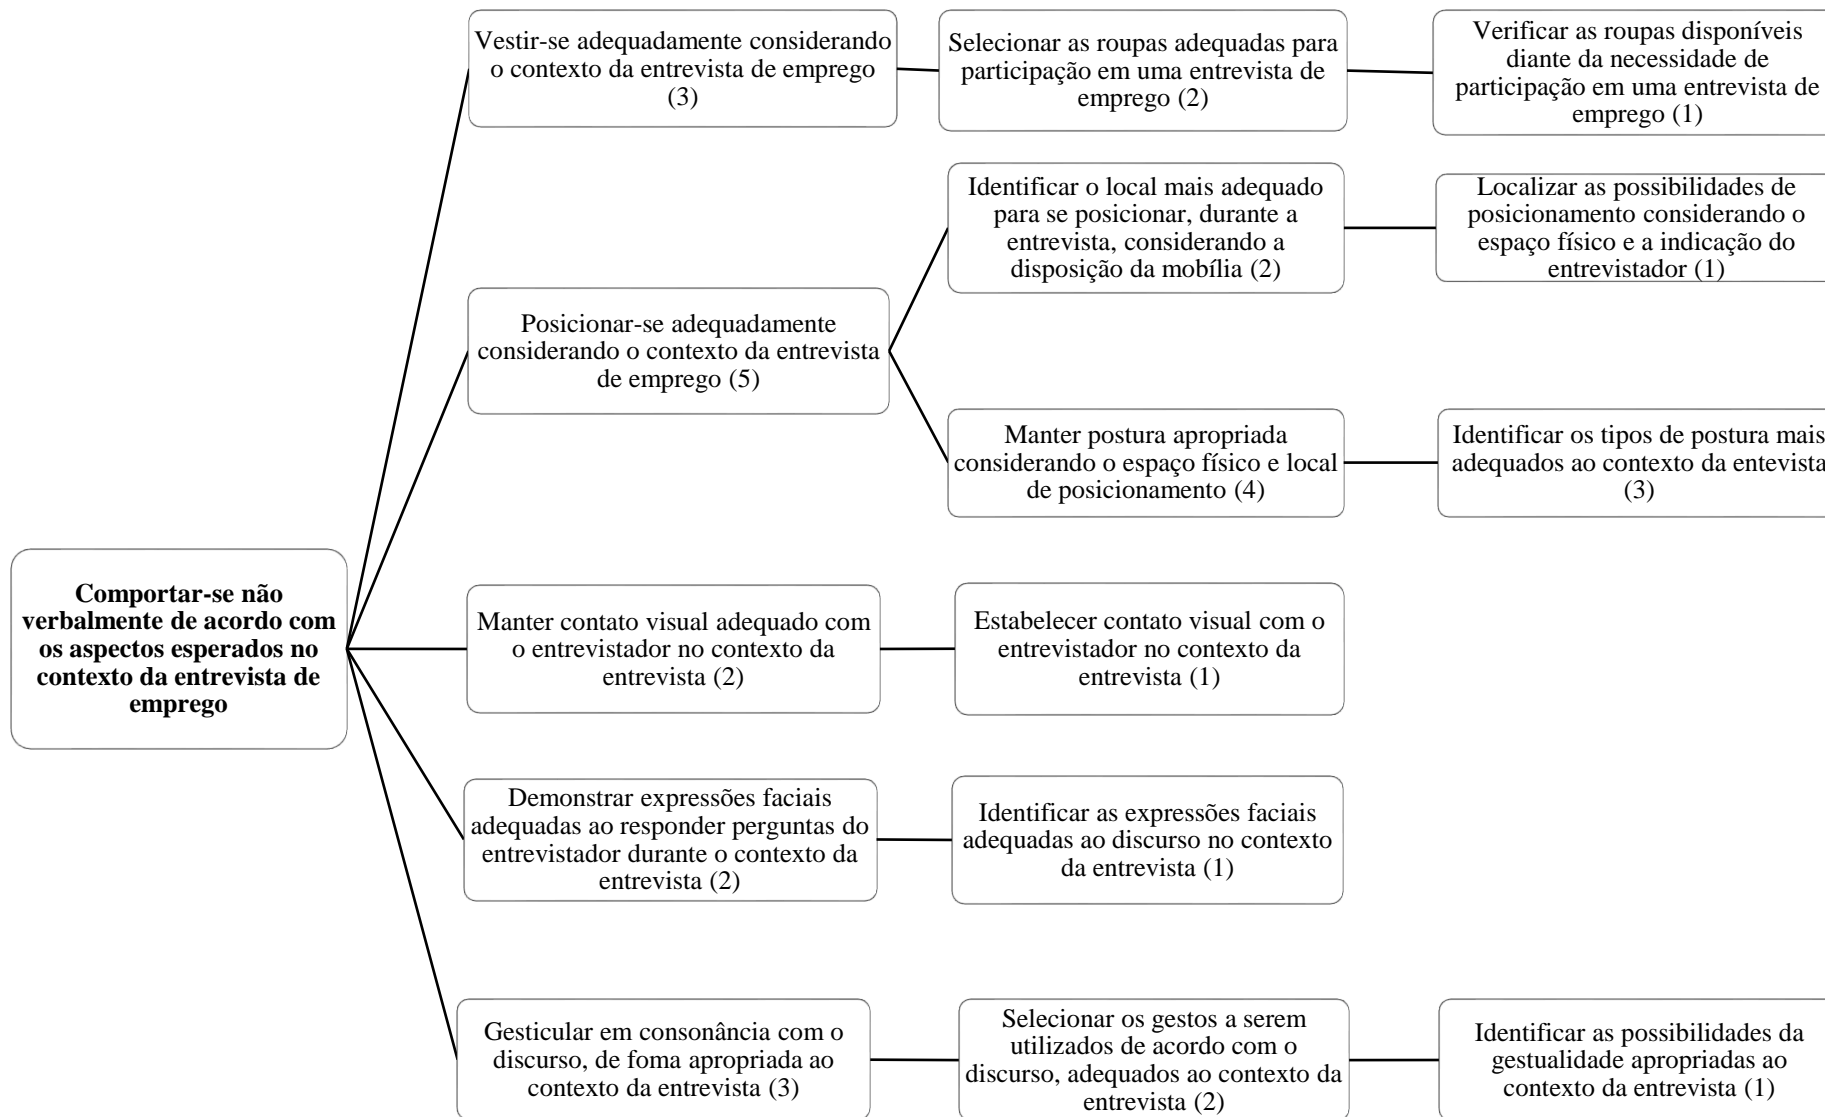 Vestir-se adequadamente considerando
o contexto da entrevista de emprego
(3)
Selecionar as roupas adequadas para
participação em uma entrevista de
emprego (2)
Verificar as roupas disponíveis
diante da necessidade de
participação em uma entrevista de
emprego (1)
Posicionar-se adequadamente
considerando o contexto da entrevista
de emprego (5)
Identificar o local mais adequado
para se posicionar, durante a
entrevista, considerando a
disposição da mobília (2)
Localizar as possibilidades de
posicionamento considerando o
espaço físico e a indicação do
entrevistador (1)
Manter postura apropriada
considerando o espaço físico e local
de posicionamento (4)
Identificar os tipos de postura mais
adequados ao contexto da entevista
(3)
Comportar-se não
verbalmente de acordo com
os aspectos esperados no
contexto da entrevista de
emprego
Manter contato visual adequado com
o entrevistador no contexto da
entrevista (2)
Estabelecer contato visual com o
entrevistador no contexto da
entrevista (1)
Demonstrar expressões faciais
adequadas ao responder perguntas do
entrevistador durante o contexto da
entrevista (2)
Identificar as expressões faciais
adequadas ao discurso no contexto
da entrevista (1)
Gesticular em consonância com o
discurso, de foma apropriada ao
contexto da entrevista (3)
Selecionar os gestos a serem
utilizados de acordo com o
discurso, adequados ao contexto da
entrevista (2)
Identificar as possibilidades da
gestualidade apropriadas ao
contexto da entrevista (1)